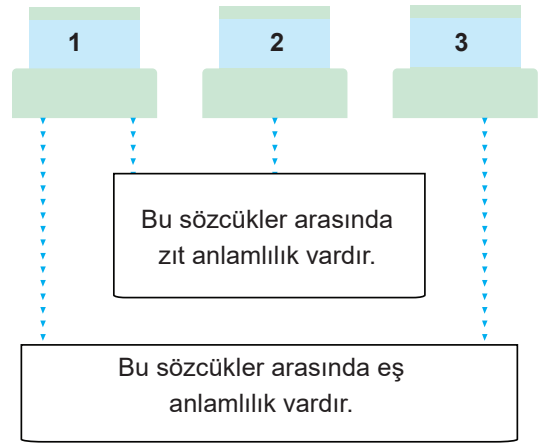 1 2 3
Bu sözcükler arasında
zıt anlamlılık vardır.
Bu sözcükler arasında eş
anlamlılık vardır.